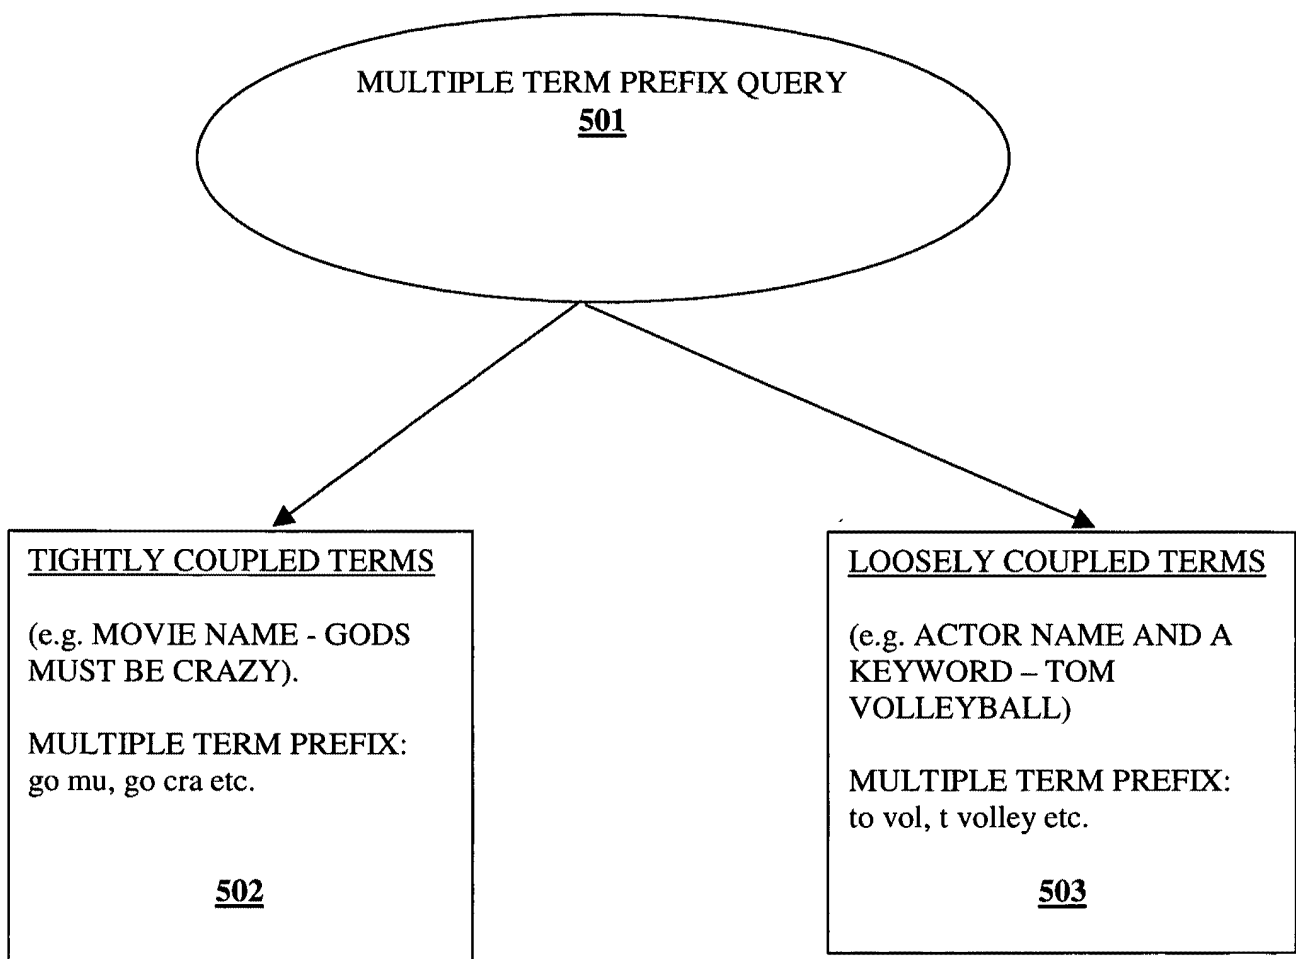 MULTIPLE TERM PREFIX QUERY
501
TIGHTLY COUPLED TERMS
(e.g. MOVIE NAME - GODS
MUST BE CRAZY).
MULTIPLE TERM PREFIX:
go mu, go cra etc.
502
LOOSELY COUPLED TERMS
(e.g. ACTOR NAME AND A
KEYWORD – TOM
VOLLEYBALL)
MULTIPLE TERM PREFIX:
to vol, t volley etc.
503